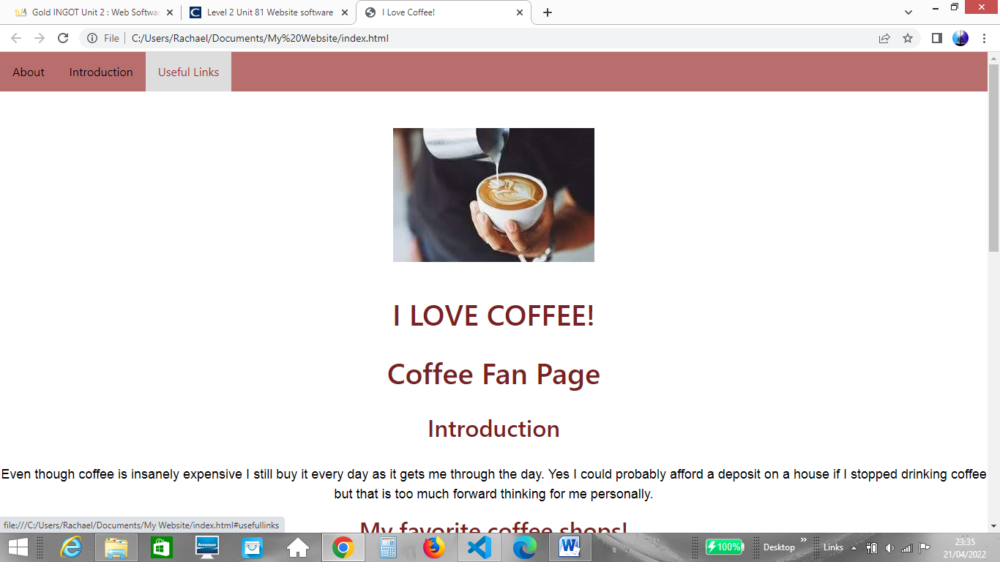 Gold INGOT Unit 2 : Web Softwar
Level 2 Unit 81 Website software
I Love Coffee!
File
C:/Users/Rachael/Documents/My%20Website/index.html
About
Introduction
Useful Links
I LOVE COFFEE!
Coffee Fan Page
Introduction
Even though coffee is insanely expensive I still buy it every day as it gets me through the day. Yes I could probably afford a deposit on a house if I stopped drinking coffee
but that is too much forward thinking for me personally.
My favorite coffee shops!
file:///C:/Users/Rachael/Documents/My Website/index.html#usefullinks
lenovo
100%
Desktop
»
Links
23:35
21/04/2022